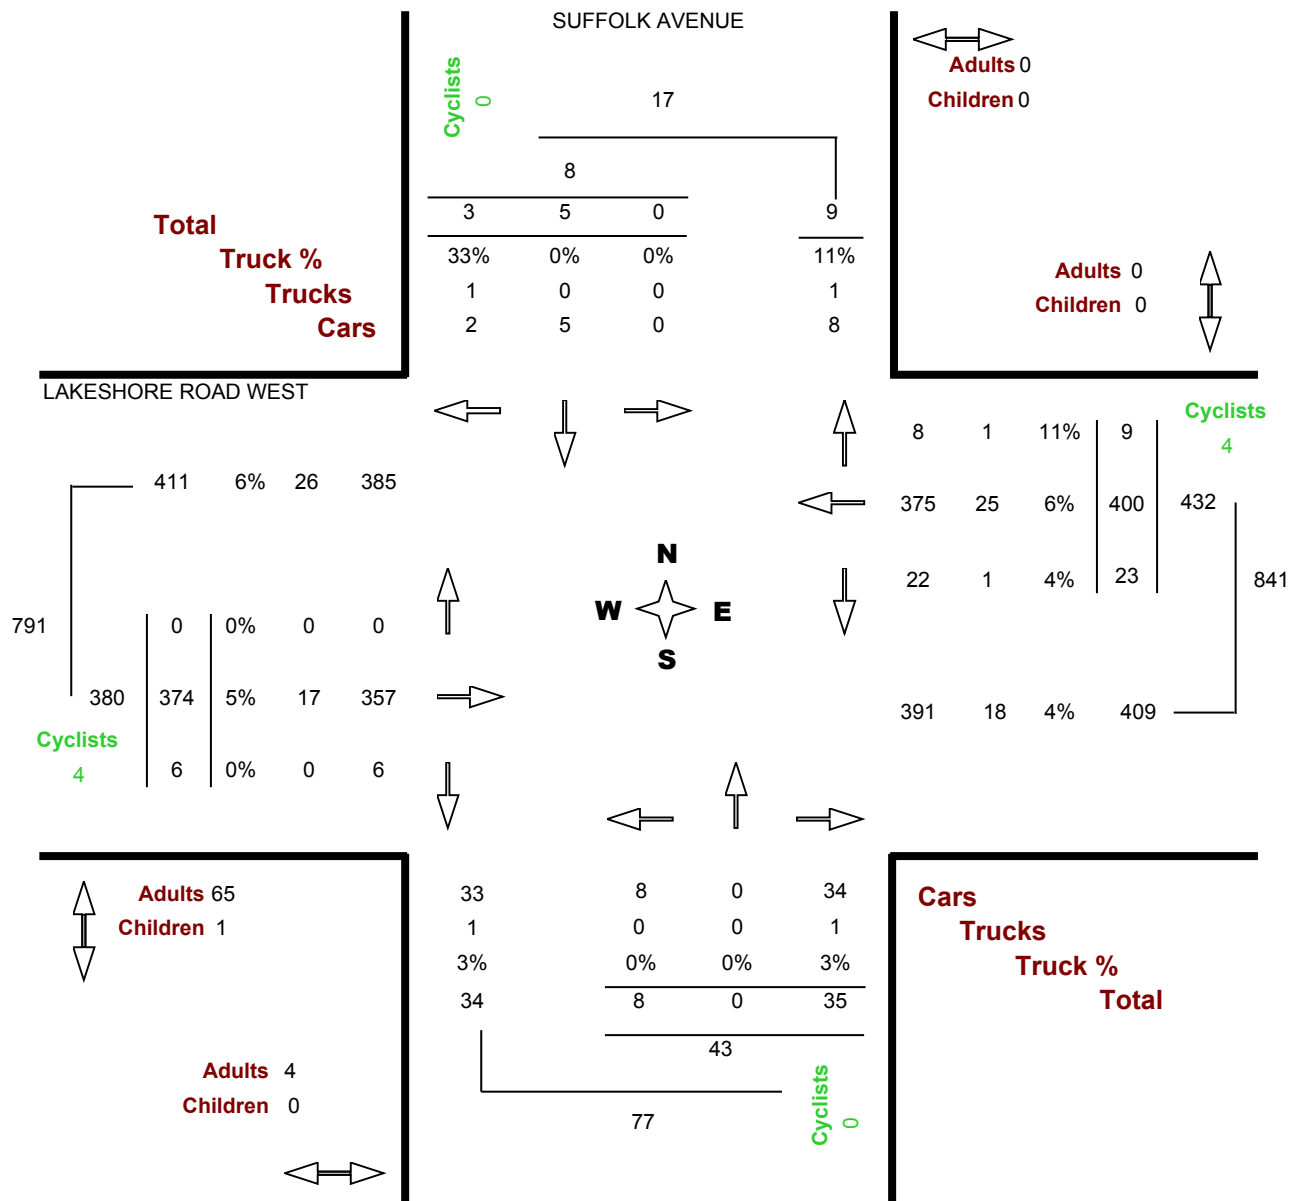 SUFFOLK AVENUE
Cyclists
0
17
Adults 0
Children 0
8
3 5 0 9
Total
33% 0% 0% 11%
Truck %
1 0 0 1
Trucks
2 5 0 8
Cars
Adults 0
Children 0
LAKESHORE ROAD WEST
Cyclists
4
8 1 11% 9
411 6% 26 385
375 25 6% 400 432
22 1 4% 23
841
N
W E
S
791
0 0% 0 0
380 374 5% 17 357
391 18 4% 409
Cyclists
4
6 0% 0 6
Adults 65
Children 1
33 8 0 34
1 0 0 1
3% 0% 0% 3%
34 8 0 35
43
77
Cyclists
0
Cars
Trucks
Truck %
Total
Adults 4
Children 0